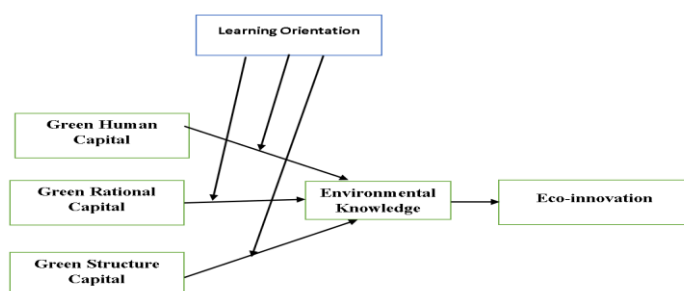 Learning Orientation
Green Human
Capital
Green Rational
Capital
Environmental
Knowledge
Eco-innovation
Green Structure
Capital